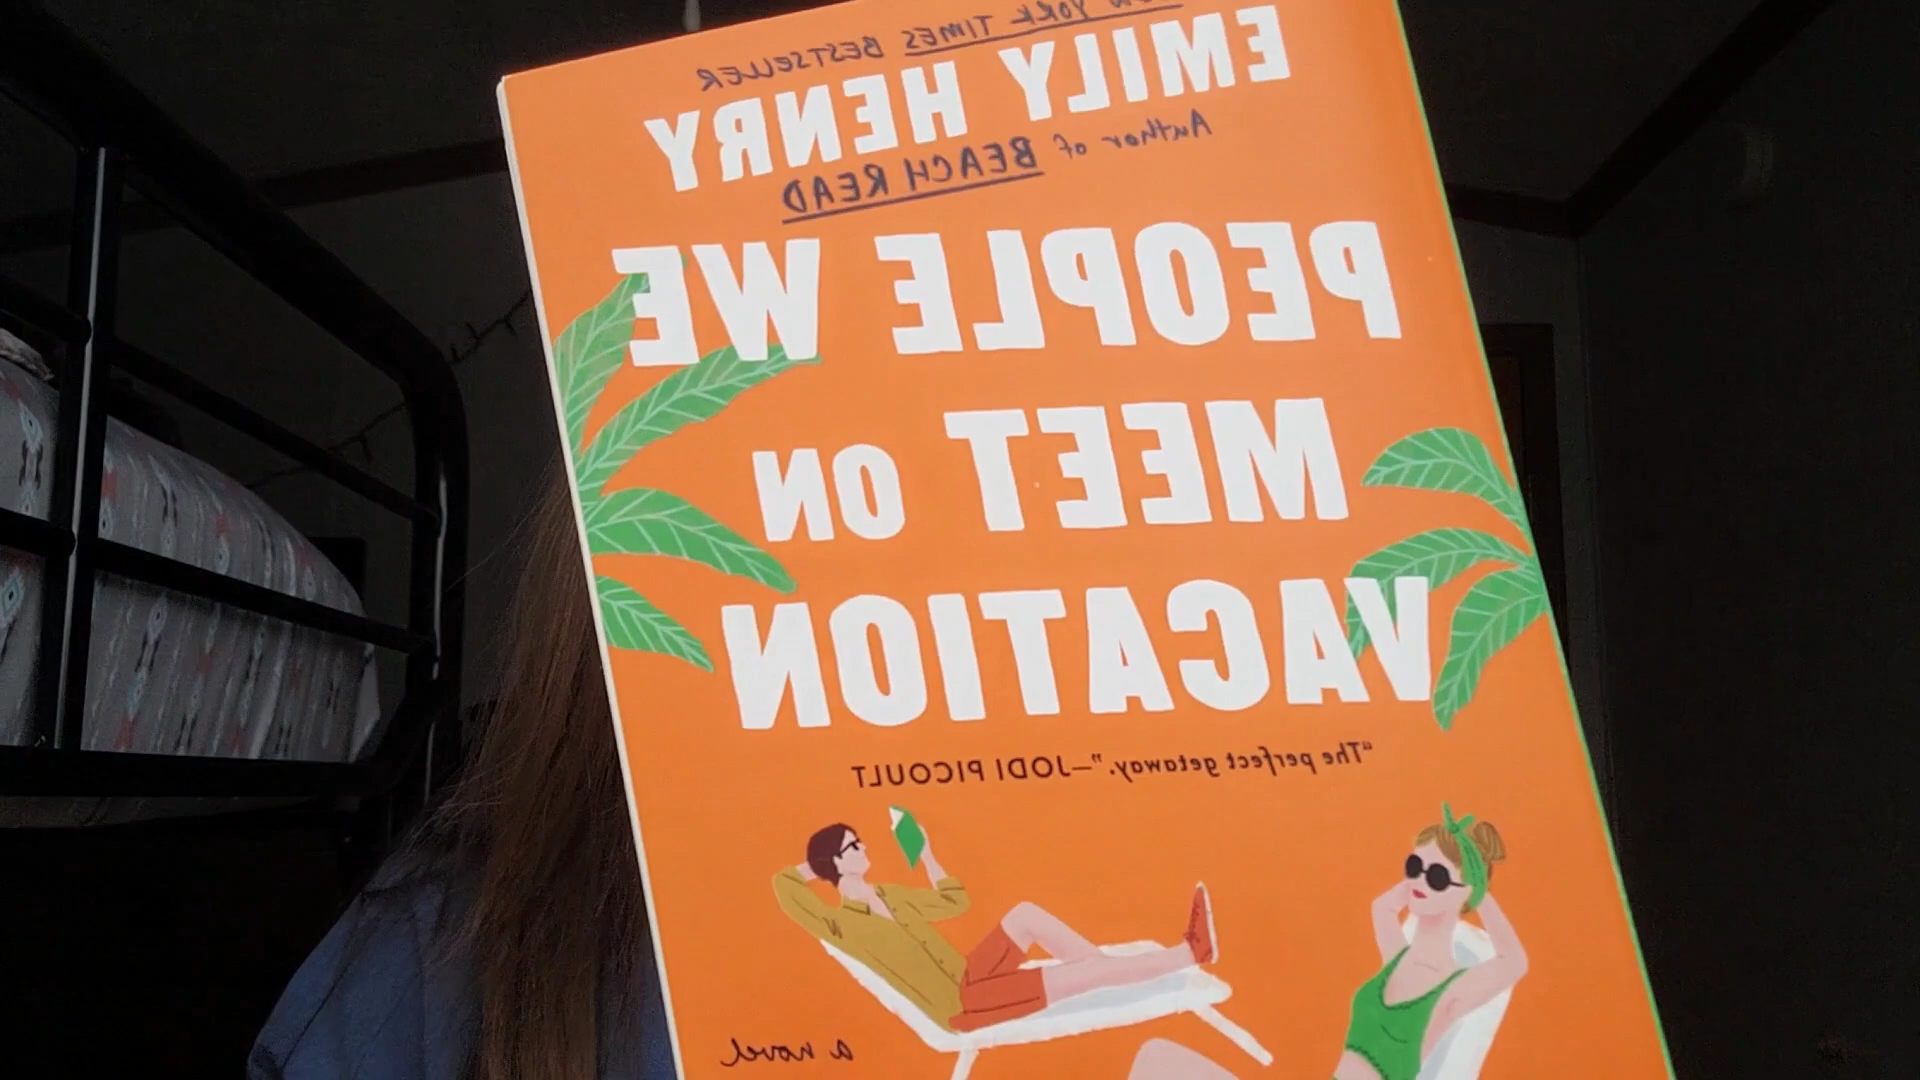 NEW YORK TIMES BESTSELLER
EMILY HENRY
Author of BEACH READ
PEOPLE WE
MEET ON
VACATION
"The perfect getaway."—JODI PICOULT
a novel